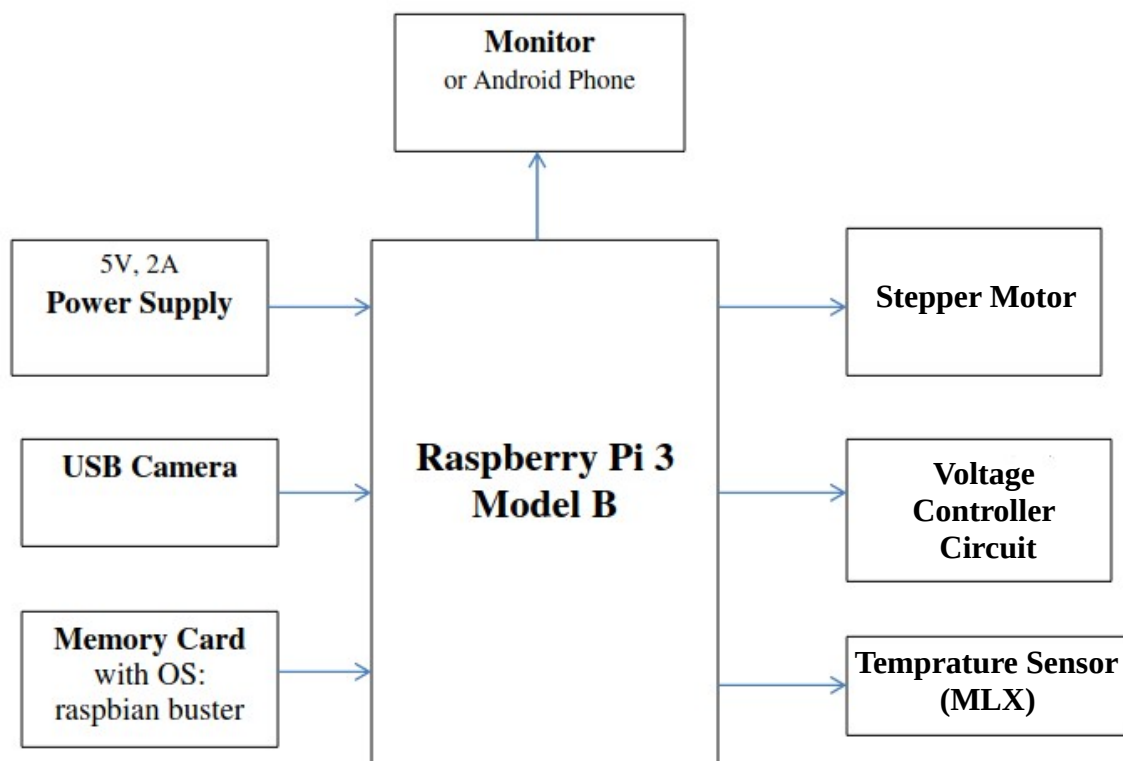 Monitor
or Android Phone
5V, 2A
Power Supply
Stepper Motor
USB Camera
Raspberry Pi 3
Model B
Voltage
Controller
Circuit
Memory Card
with OS:
raspbian buster
Temprature Sensor
(MLX)